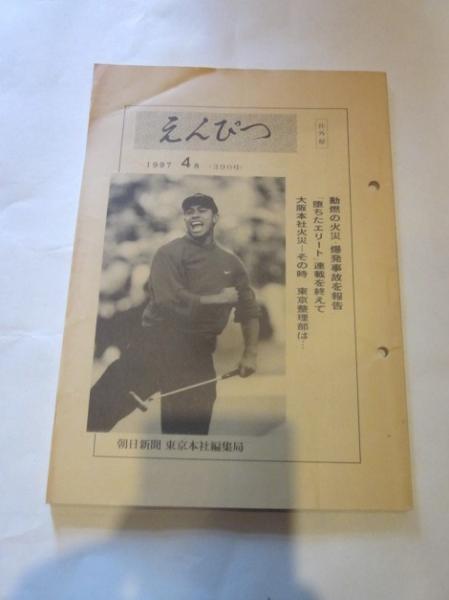 えんぴつ
社外秘
1997 4月 (390号)
動燃の火災、爆発事故を報告
「堕ちたエリート」連載を終えて
大阪本社火災…その時 東京整理部は…
朝日新聞 東京本社編集局